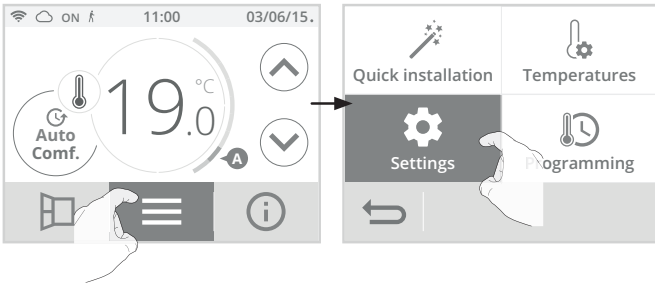 ON 11:00 03/06/15.
19.0 °C
Auto
Comf.
A
Quick installation
Temperatures
Settings
Programming